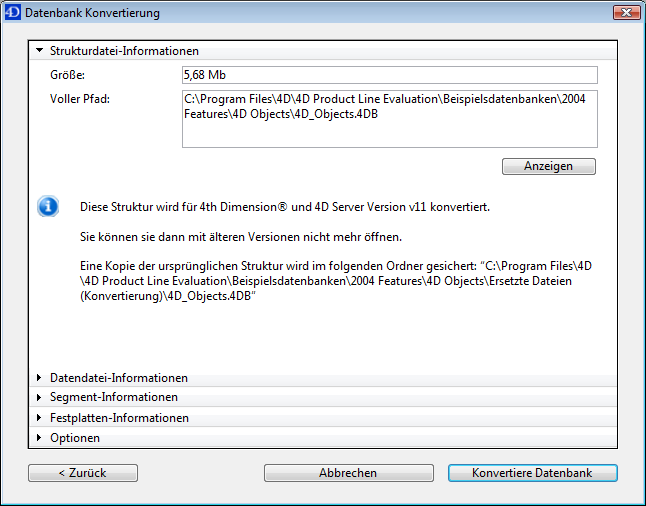 4D Datenbank Konvertierung
Strukturdatei-Informationen
Größe:
5,68 Mb
Voller Pfad:
C:\Program Files\4D\4D Product Line Evaluation\Beispielsdatenbanken\2004
Features\4D Objects\4D_Objects.4DB
Anzeigen
Diese Struktur wird für 4th Dimension® und 4D Server Version v11 konvertiert.
Sie können sie dann mit älteren Versionen nicht mehr öffnen.
Eine Kopie der ursprünglichen Struktur wird im folgenden Ordner gesichert: "C:\Program Files\4D
\4D Product Line Evaluation\Beispielsdatenbanken\2004 Features\4D Objects\Ersetzte Dateien
(Konvertierung)\4D_Objects.4DB"
Datendatei-Informationen
Segment-Informationen
Festplatten-Informationen
Optionen
< Zurück
Abbrechen
Konvertiere Datenbank